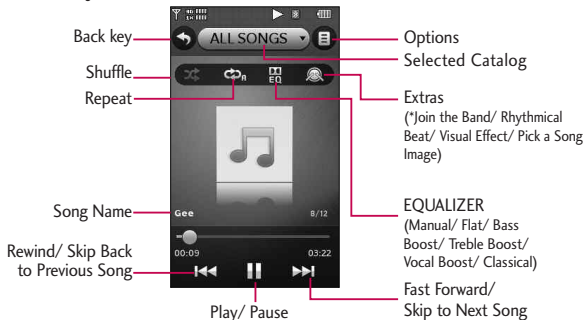 Back key
ALL SONGS
Options
Selected Catalog
Shuffle
Repeat
EQ
A
Extras
(*Join the Band/ Rhythmical
Beat/ Visual Effect/ Pick a Song
Image)
Song Name
Gee
8/12
EQUALIZER
(Manual/ Flat/ Bass
Boost/ Treble Boost/
Vocal Boost/ Classical)
00:09
03:22
Rewind/ Skip Back
to Previous Song
Play/ Pause
Fast Forward/
Skip to Next Song